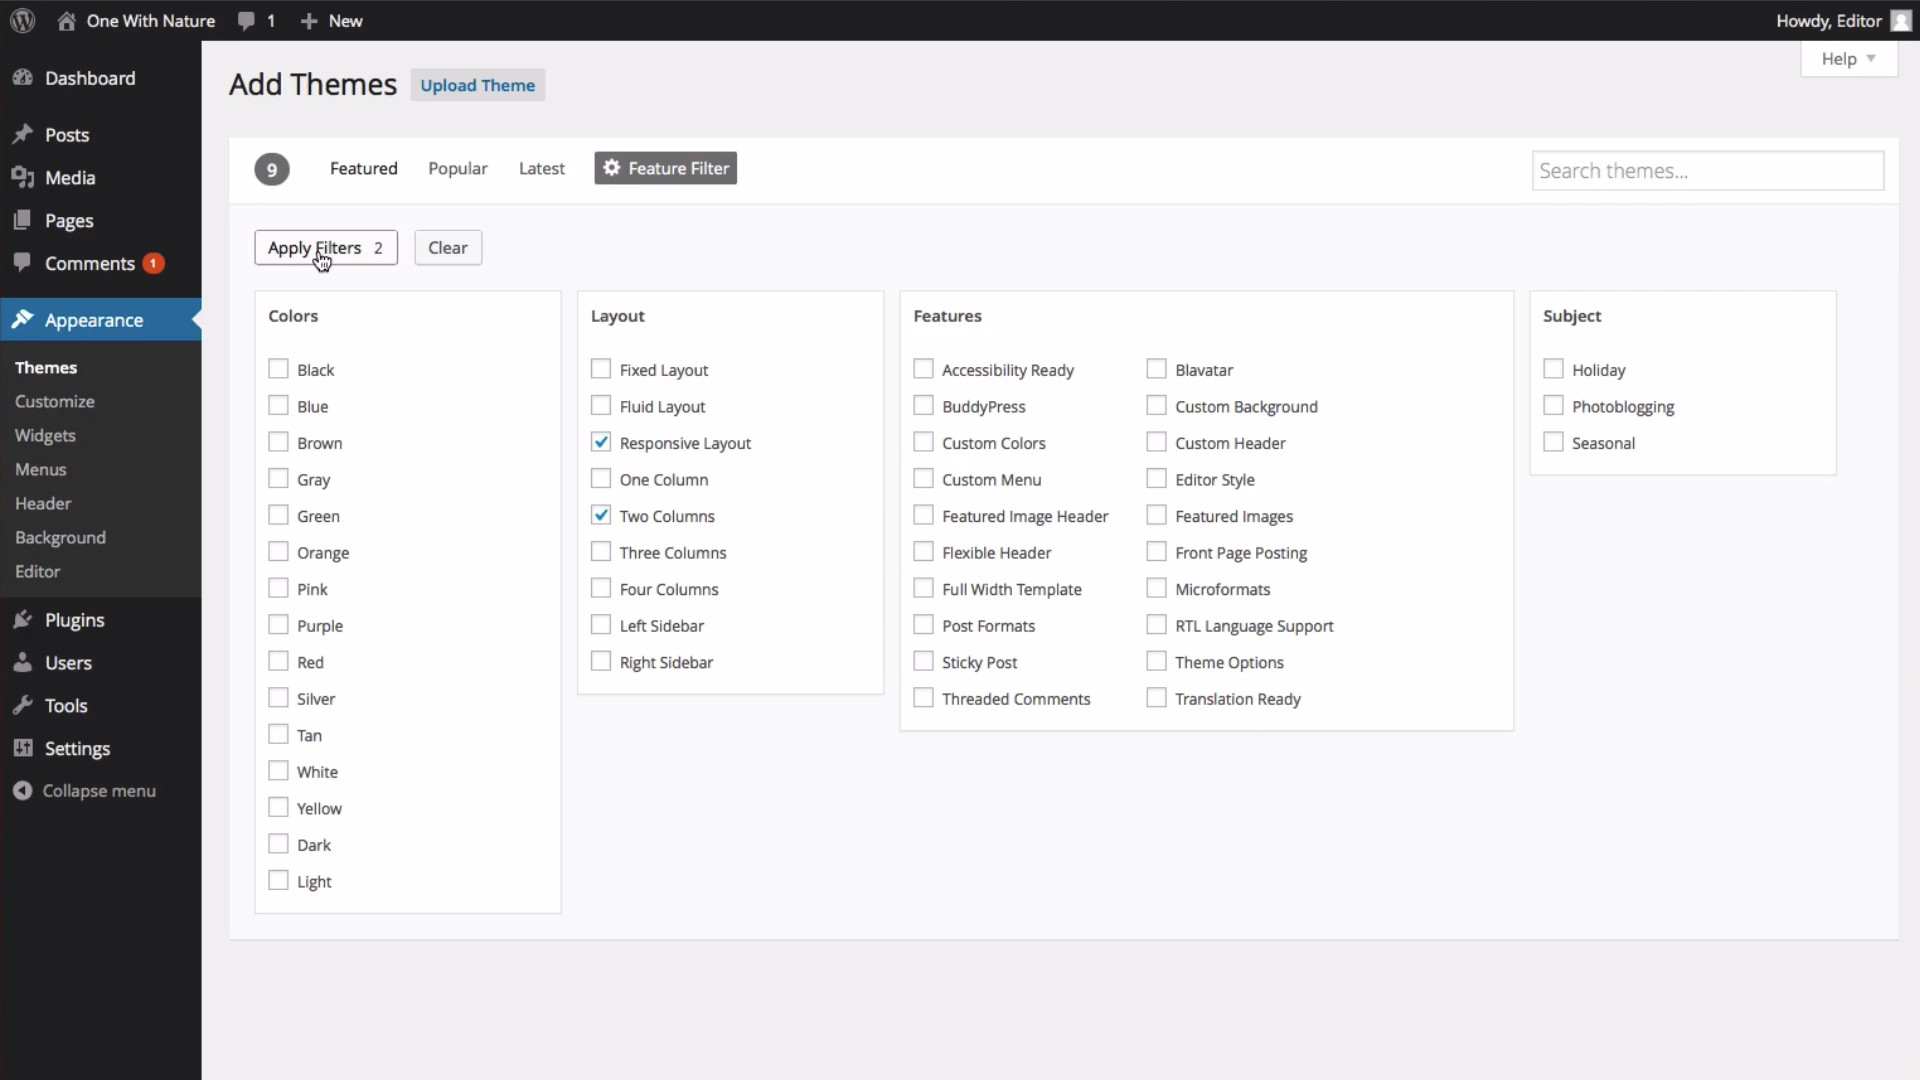 One With Nature 1 New Howdy, Editor
Help
Dashboard
Posts
Media
Pages
Comments 1
Appearance
Themes
Customize
Widgets
Menus
Header
Background
Editor
Plugins
Users
Tools
Settings
Collapse menu
Add Themes Upload Theme
9 Featured Popular Latest Feature Filter Search themes...
Apply Filters 2 Clear
Colors
Black
Blue
Brown
Gray
Green
Orange
Pink
Purple
Red
Silver
Tan
White
Yellow
Dark
Light
Layout
Fixed Layout
Fluid Layout
Responsive Layout
One Column
Two Columns
Three Columns
Four Columns
Left Sidebar
Right Sidebar
Features
Accessibility Ready
BuddyPress
Custom Colors
Custom Menu
Featured Image Header
Flexible Header
Full Width Template
Post Formats
Sticky Post
Threaded Comments
Blavatar
Custom Background
Custom Header
Editor Style
Featured Images
Front Page Posting
Microformats
RTL Language Support
Theme Options
Translation Ready
Subject
Holiday
Photoblogging
Seasonal